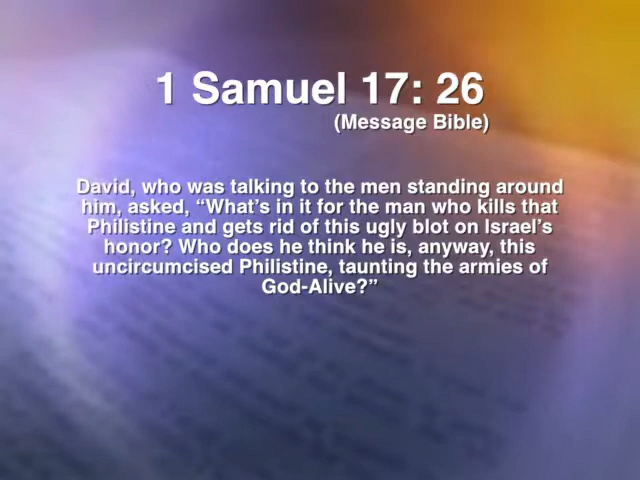 1 Samuel 17: 26
(Message Bible)
David, who was talking to the men standing around
him, asked, “What’s in it for the man who kills that
Philistine and gets rid of this ugly blot on Israel’s
honor? Who does he think he is, anyway, this
uncircumcised Philistine, taunting the armies of
God-Alive?”